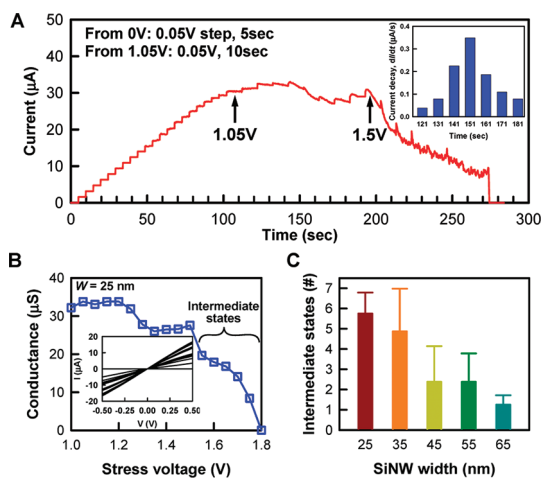 A
From 0V: 0.05V step, 5sec
From 1.05V: 0.05V, 10sec
Current (µA)
50
40
30
20
10
0
1.05V
1.5V
0 50 100 150 200 250 300
Time (sec)
Current decay, dI/dt (µA/s)
0.4
0.3
0.2
0.1
0.0
121 131 141 151 161 171 181
Time (sec)
B
W = 25 nm
Conductance (µS)
40
30
20
10
0
Intermediate
states
I (µA)
20
10
0
-10
-20
-0.50 -0.25 0.00 0.25 0.50
V (V)
1.0 1.2 1.4 1.6 1.8
Stress voltage (V)
C
Intermediate states (#)
7
6
5
4
3
2
1
0
25 35 45 55 65
SiNW width (nm)